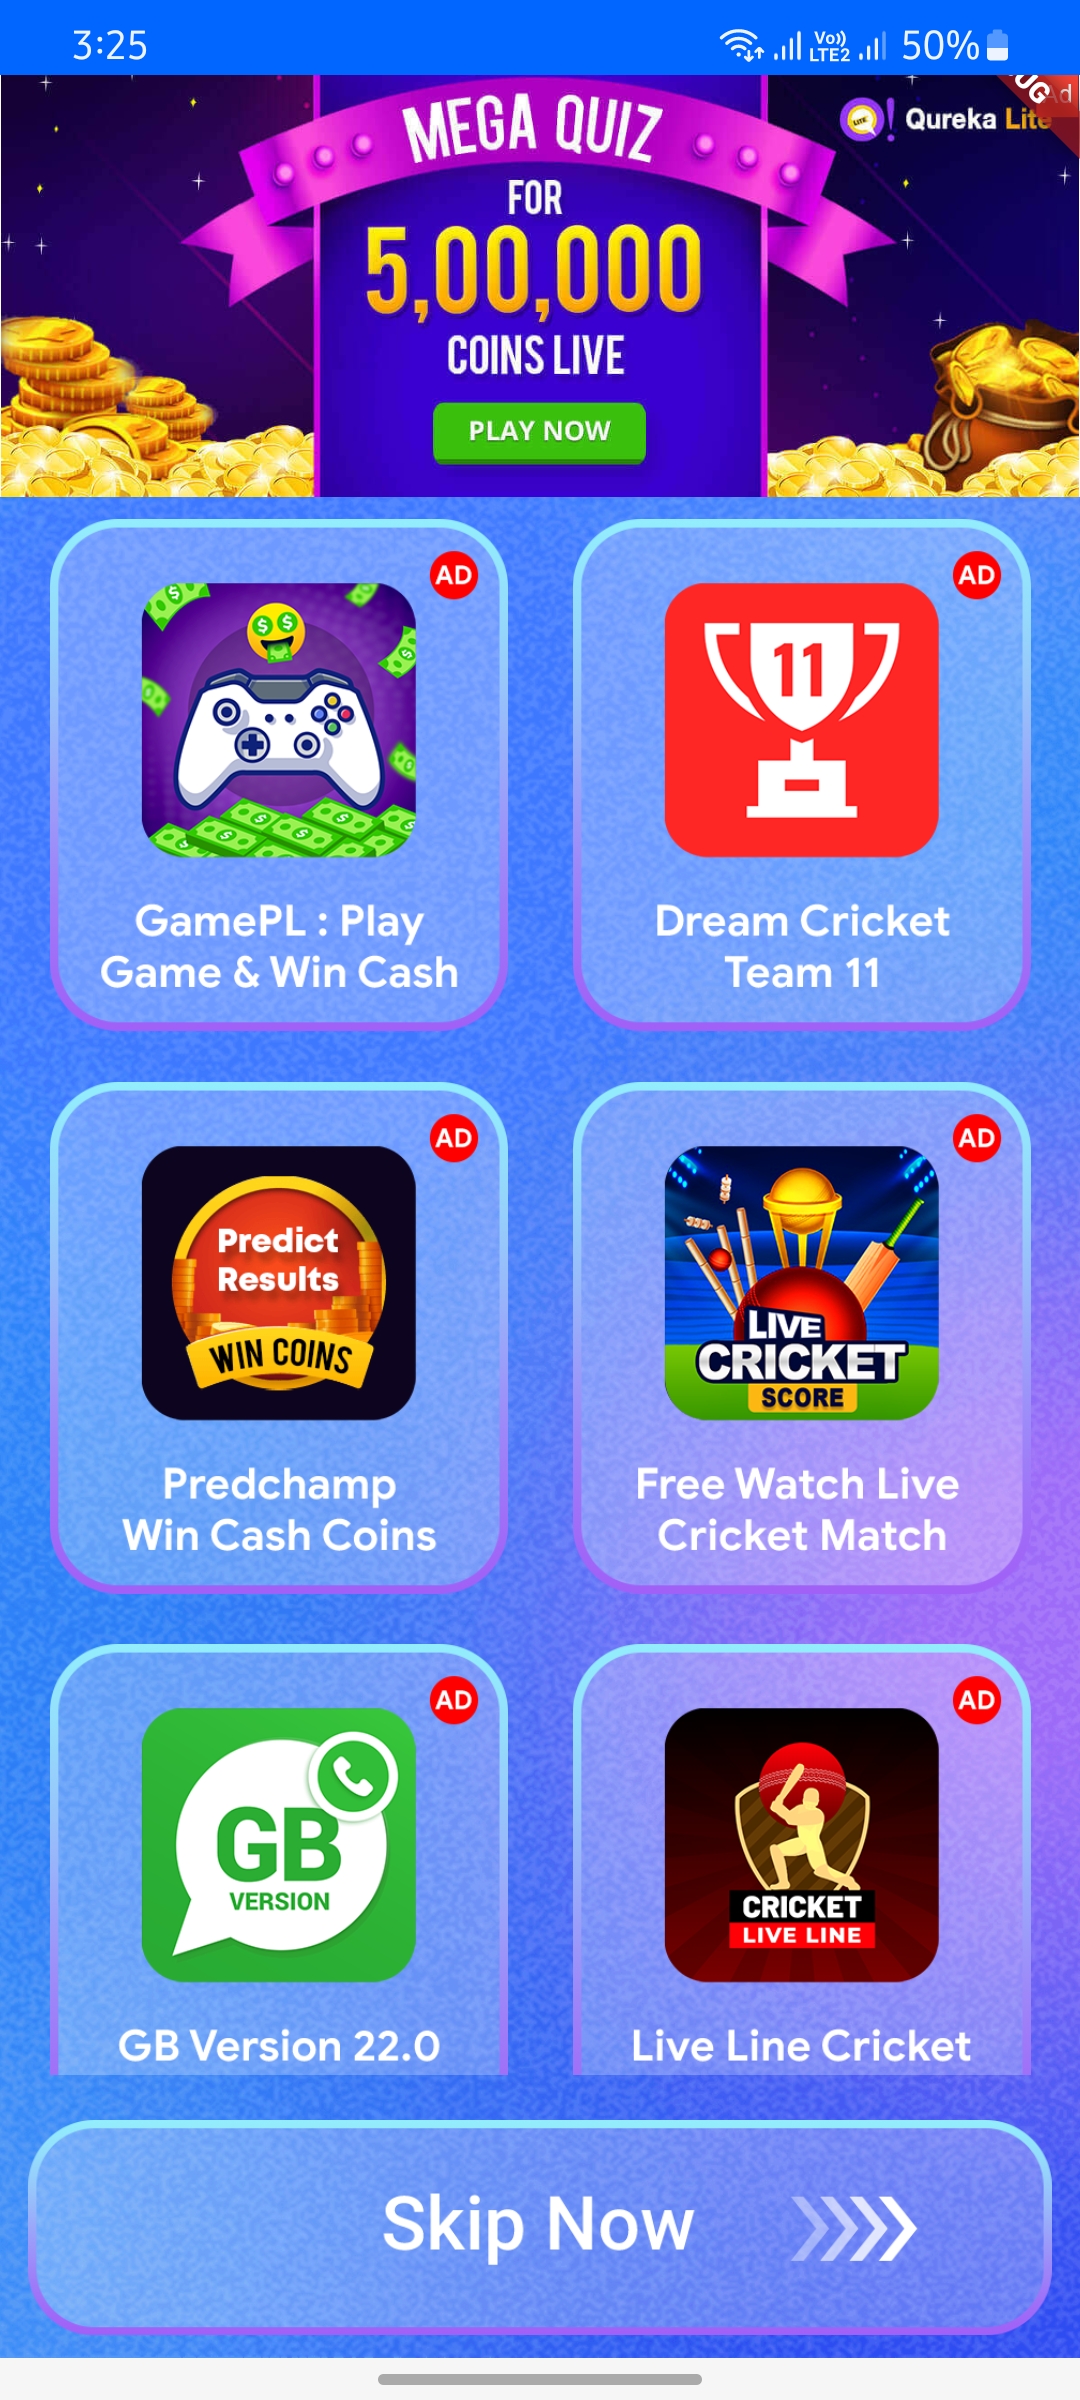 3:25
Vo))
LTE2
50%
MEGA QUIZ
FOR
5,00,000
COINS LIVE
PLAY NOW
LITE
Qureka Lite
UG
Ad
AD
GamePL : Play
Game & Win Cash
AD
11
Dream Cricket
Team 11
AD
Predict
Results
WIN COINS
Predchamp
Win Cash Coins
AD
LIVE
CRICKET
SCORE
Free Watch Live
Cricket Match
AD
GB
VERSION
GB Version 22.0
AD
CRICKET
LIVE LINE
Live Line Cricket
Skip Now